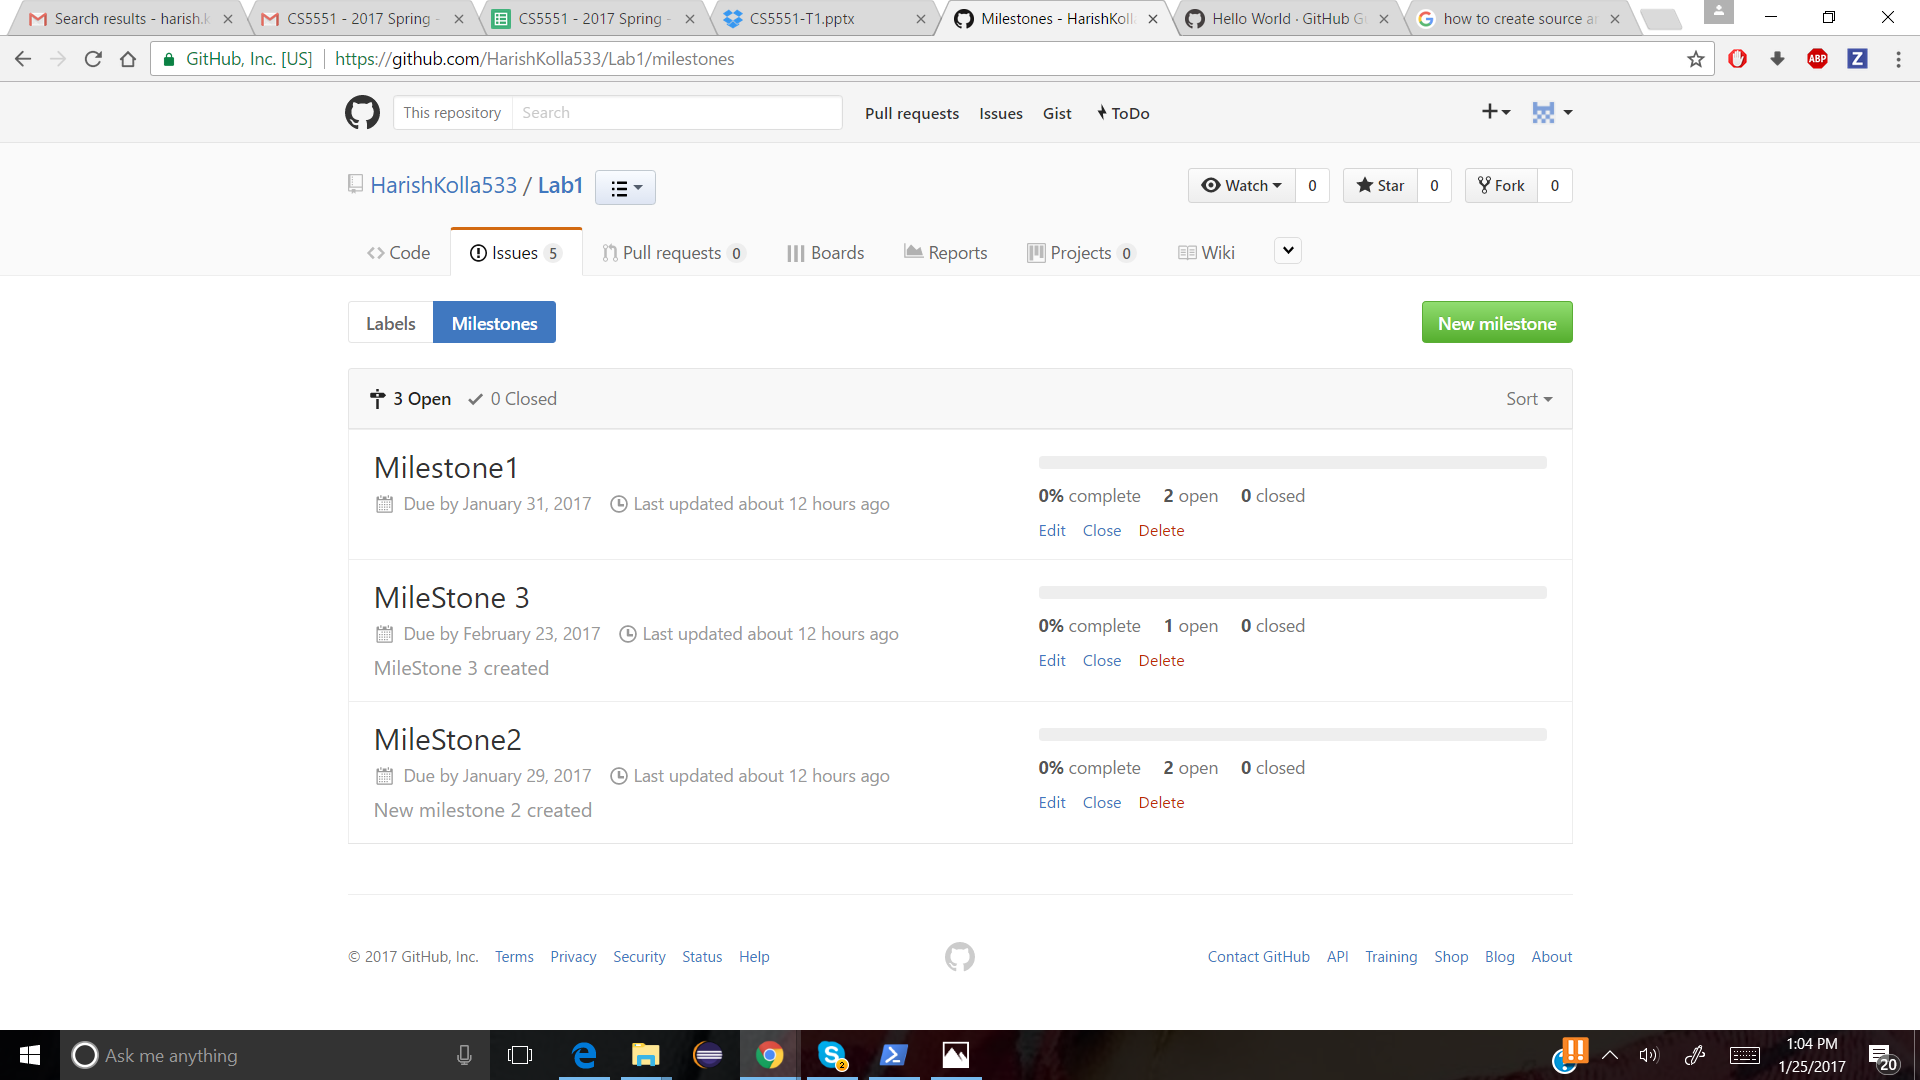 Search results - harish.k
CS5551 - 2017 Spring -
CS5551 - 2017 Spring -
CS5551-T1.pptx
Milestones - HarishKoll
Hello World · GitHub Gu
how to create source ar
GitHub, Inc. [US] https://github.com/HarishKolla533/Lab1/milestones
ABP
Z
This repository Search Pull requests Issues Gist ToDo
HarishKolla533 / Lab1
Watch 0 Star 0 Fork 0
Code Issues 5 Pull requests 0 Boards Reports Projects 0 Wiki
Labels Milestones New milestone
3 Open 0 Closed Sort
Milestone1
Due by January 31, 2017 Last updated about 12 hours ago
0% complete 2 open 0 closed
Edit Close Delete
MileStone 3
Due by February 23, 2017 Last updated about 12 hours ago
MileStone 3 created
0% complete 1 open 0 closed
Edit Close Delete
MileStone2
Due by January 29, 2017 Last updated about 12 hours ago
New milestone 2 created
0% complete 2 open 0 closed
Edit Close Delete
© 2017 GitHub, Inc. Terms Privacy Security Status Help
Contact GitHub API Training Shop Blog About
Ask me anything
2
1:04 PM
1/25/2017
20